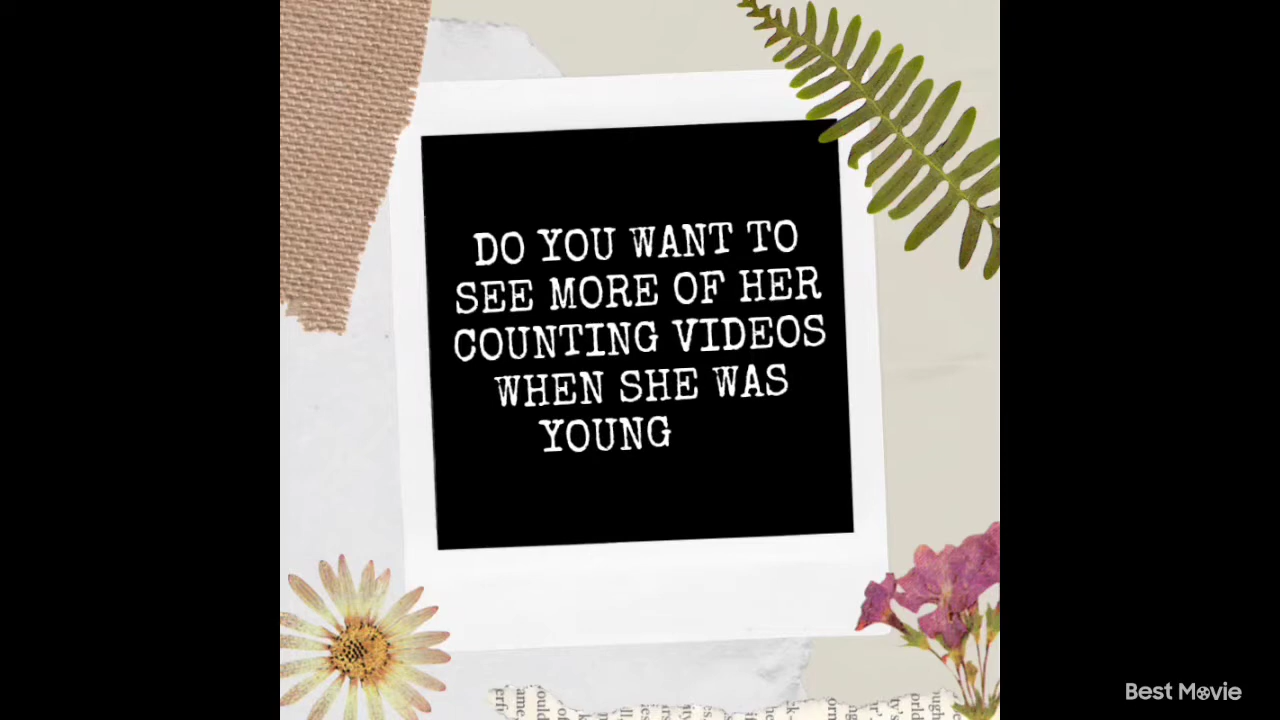 DO YOU WANT TO
SEE MORE OF HER
COUNTING VIDEOS
WHEN SHE WAS
YOUNG
Best Movie